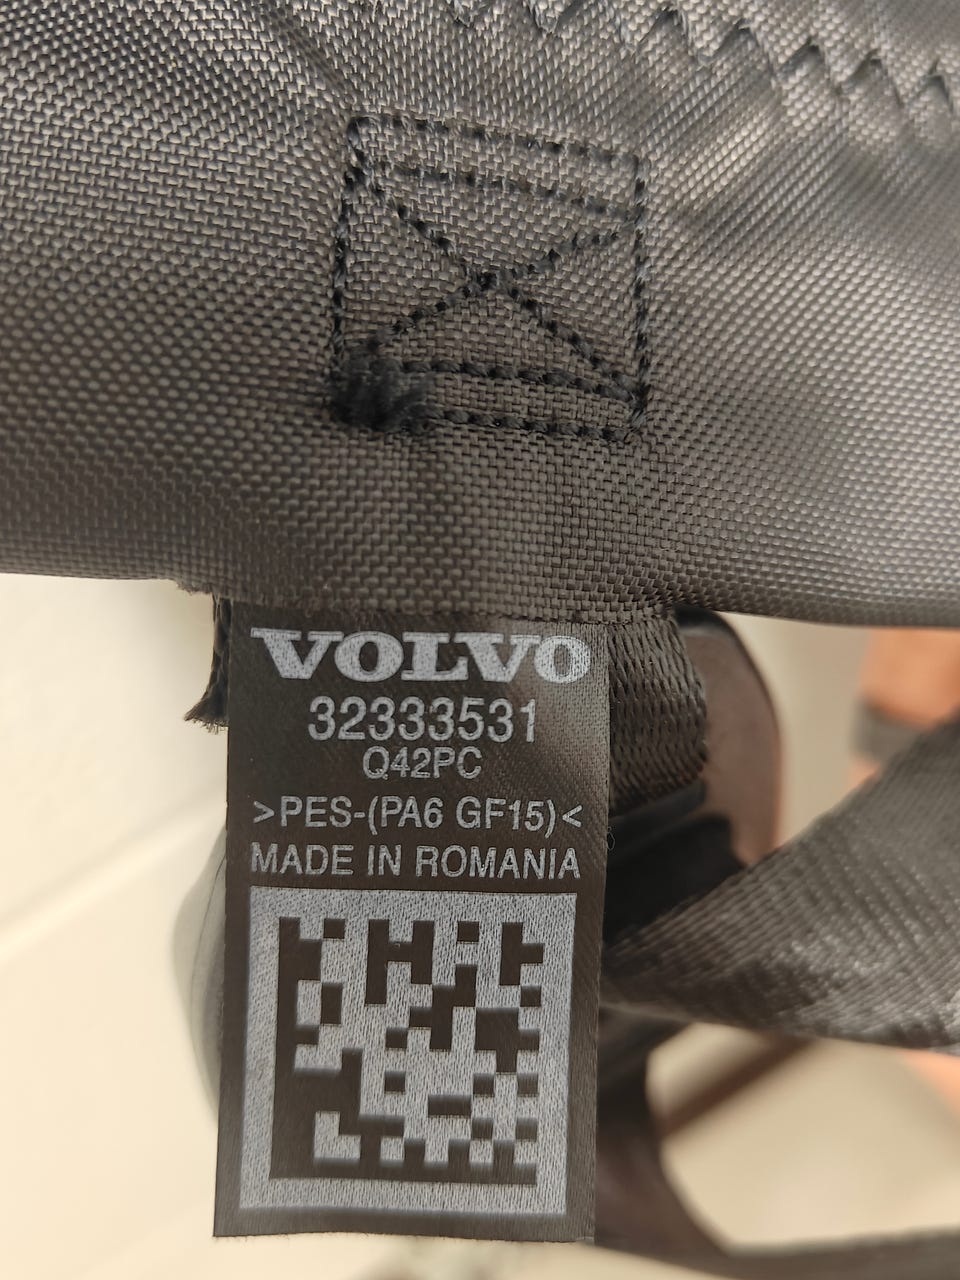 VOLVO
32333531
Q42PC
>PES-(PA6 GF15)<
MADE IN ROMANIA